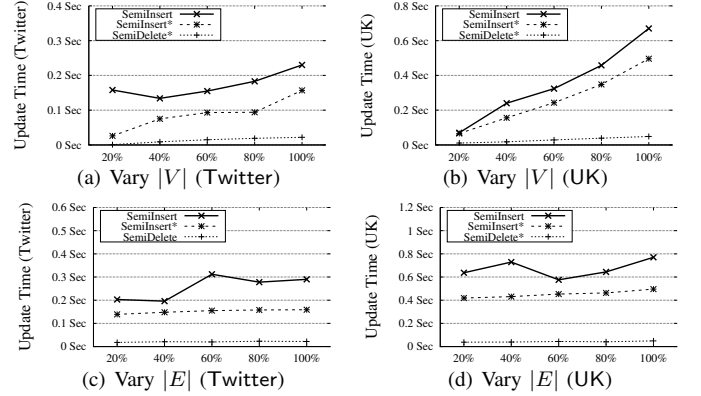 Update Time (Twitter)
0.4 Sec
0.3 Sec
0.2 Sec
0.1 Sec
0 Sec
SemiInsert
SemiInsert*
SemiDelete*
20% 40% 60% 80% 100%
(a) Vary |V| (Twitter)
Update Time (UK)
0.8 Sec
0.6 Sec
0.4 Sec
0.2 Sec
0 Sec
SemiInsert
SemiInsert*
SemiDelete*
20% 40% 60% 80% 100%
(b) Vary |V| (UK)
Update Time (Twitter)
0.6 Sec
0.5 Sec
0.4 Sec
0.3 Sec
0.2 Sec
0.1 Sec
0 Sec
SemiInsert
SemiInsert*
SemiDelete
20% 40% 60% 80% 100%
(c) Vary |E| (Twitter)
Update Time (UK)
1.2 Sec
1 Sec
0.8 Sec
0.6 Sec
0.4 Sec
0.2 Sec
0 Sec
SemiInsert
SemiInsert*
SemiDelete*
20% 40% 60% 80% 100%
(d) Vary |E| (UK)